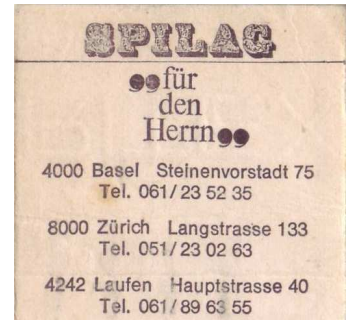 SPILAG
„für
den
Herrn„
4000 Basel Steinenvorstadt 75
Tel. 061/23 52 35
8000 Zürich Langstrasse 133
Tel. 051/23 02 63
4242 Laufen Hauptstrasse 40
Tel. 061/89 63 55